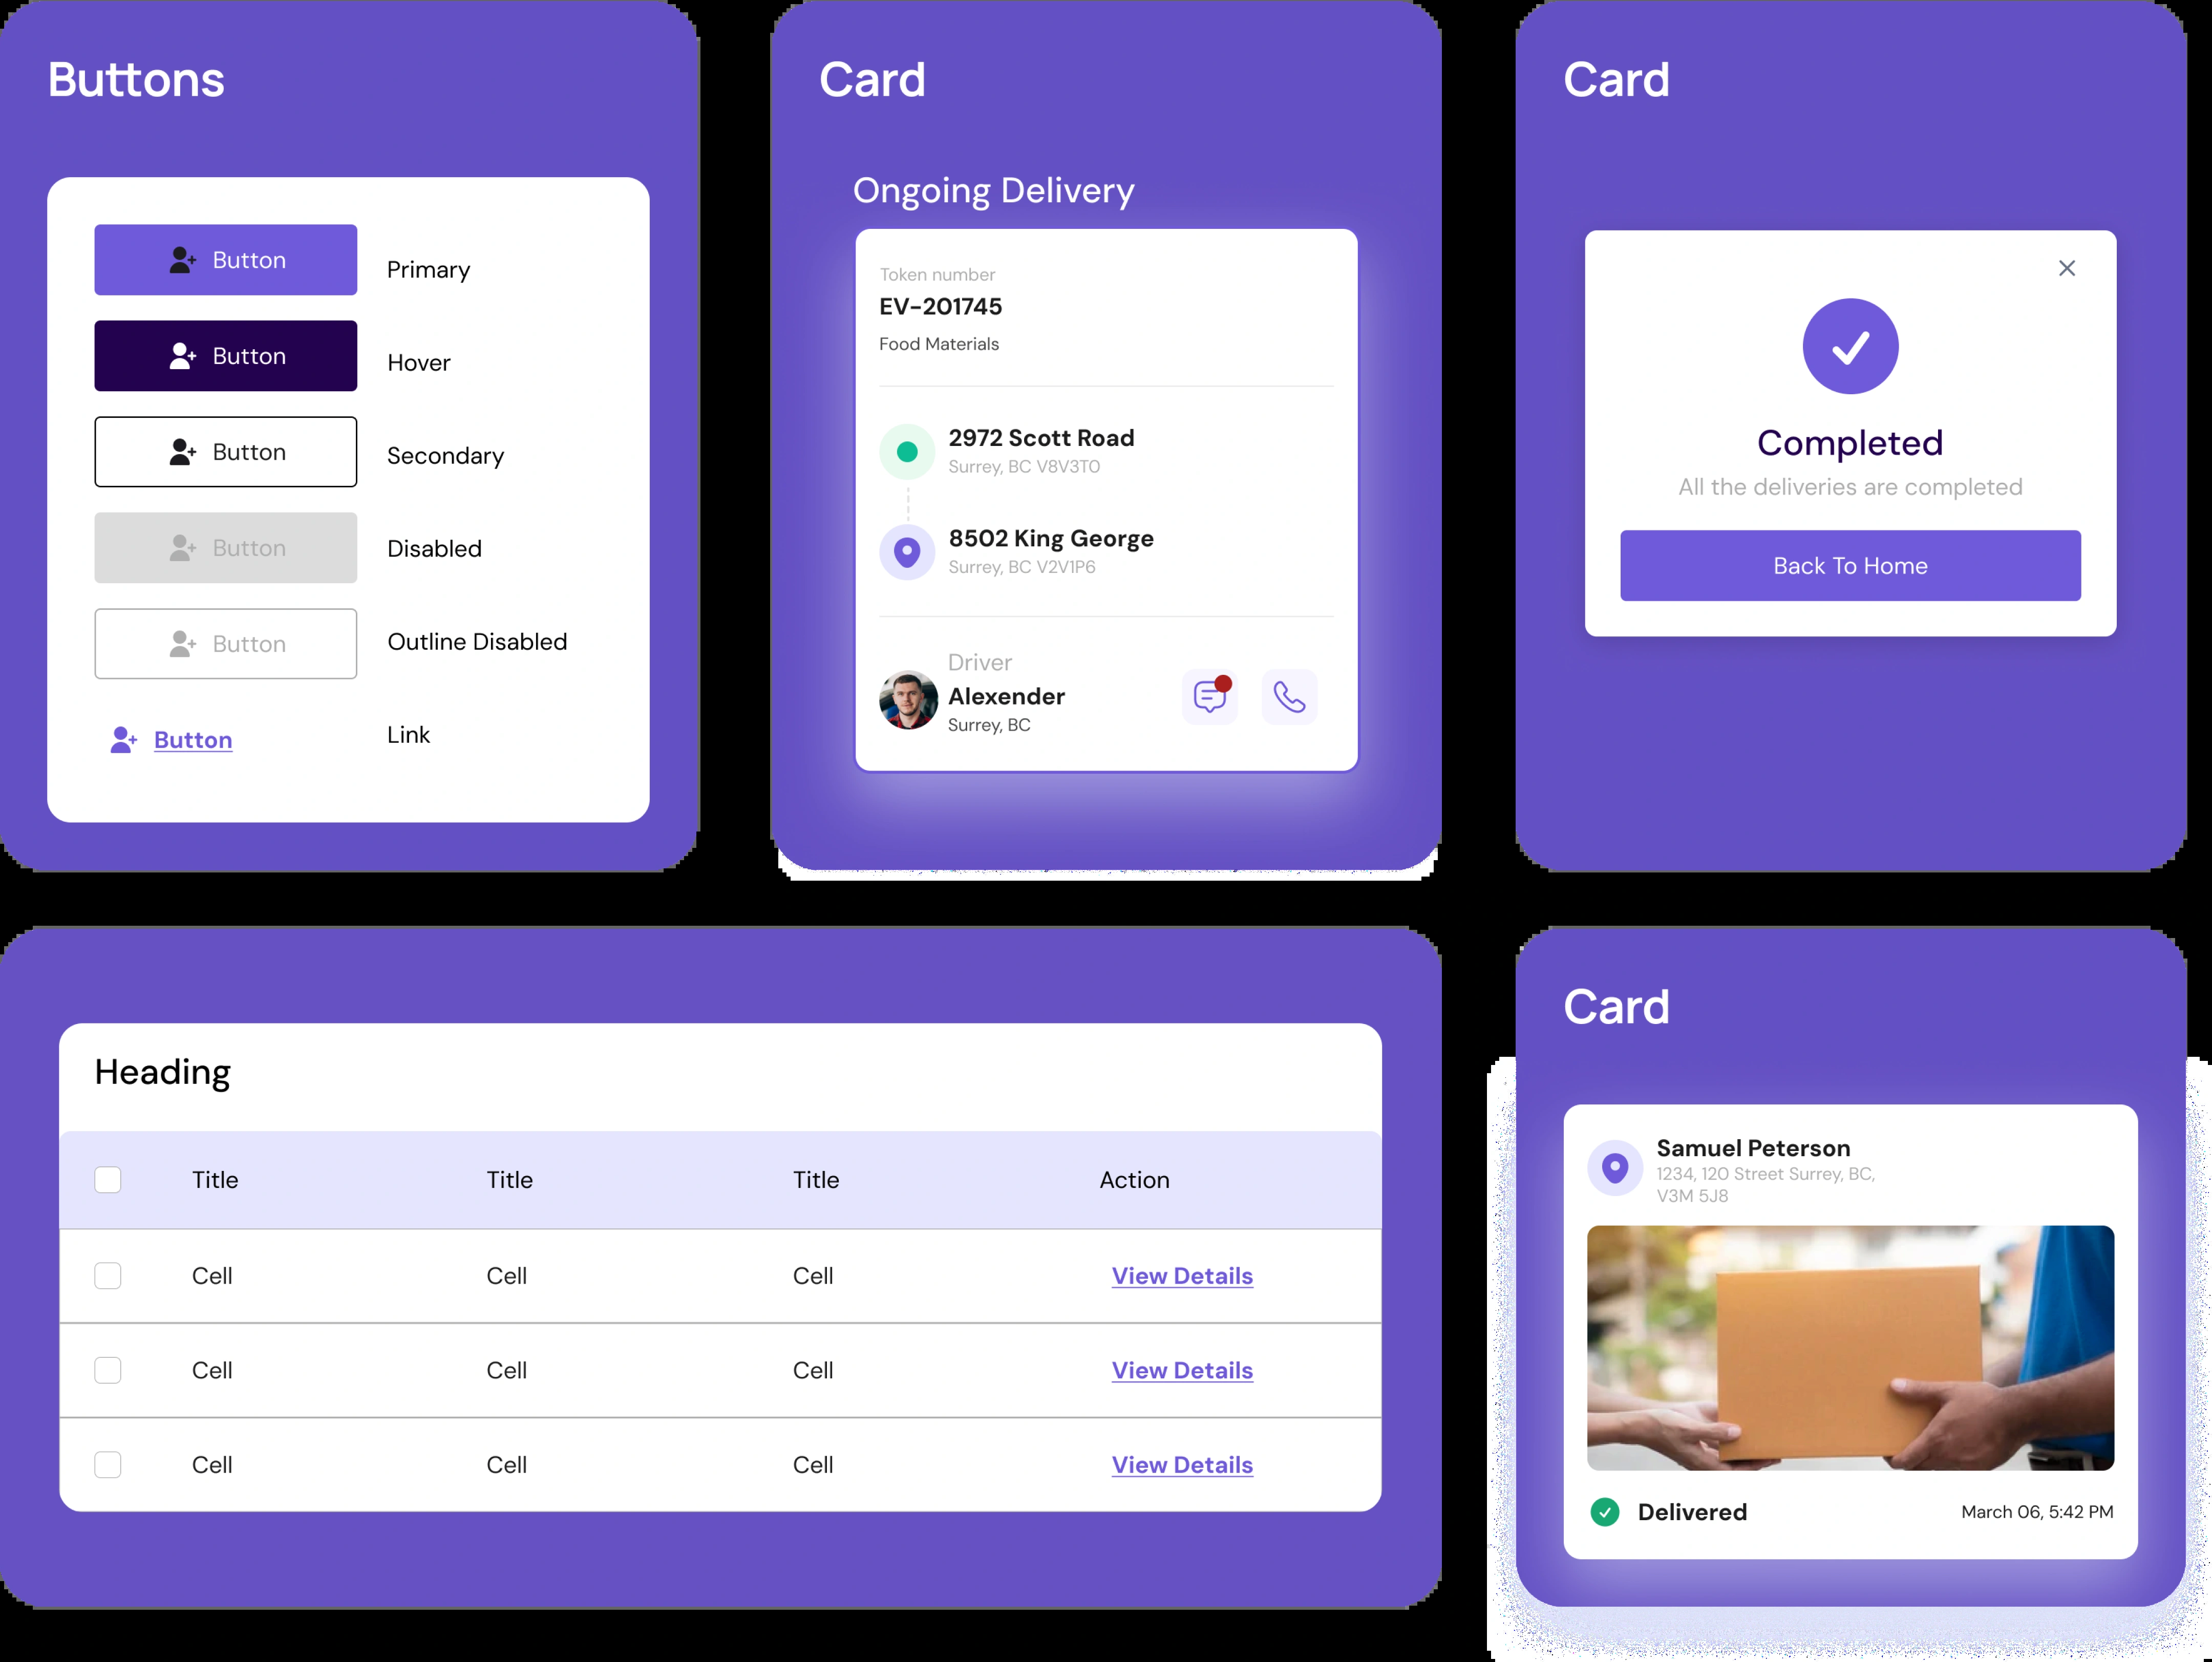 Buttons
Button
Primary
Button
Hover
Button
Secondary
Button
Disabled
Button
Outline Disabled
Button
Link
Card
Ongoing Delivery
Token number
EV-201745
Food Materials
2972 Scott Road
Surrey, BC V8V3T0
8502 King George
Surrey, BC V2V1P6
Driver
Alexender
Surrey, BC
Card
Completed
All the deliveries are completed
Back To Home
Heading
Title Title Title Action
Cell Cell Cell View Details
Cell Cell Cell View Details
Cell Cell Cell View Details
Card
Samuel Peterson
1234, 120 Street Surrey, BC,
V3M 5J8
Delivered
March 06, 5:42 PM